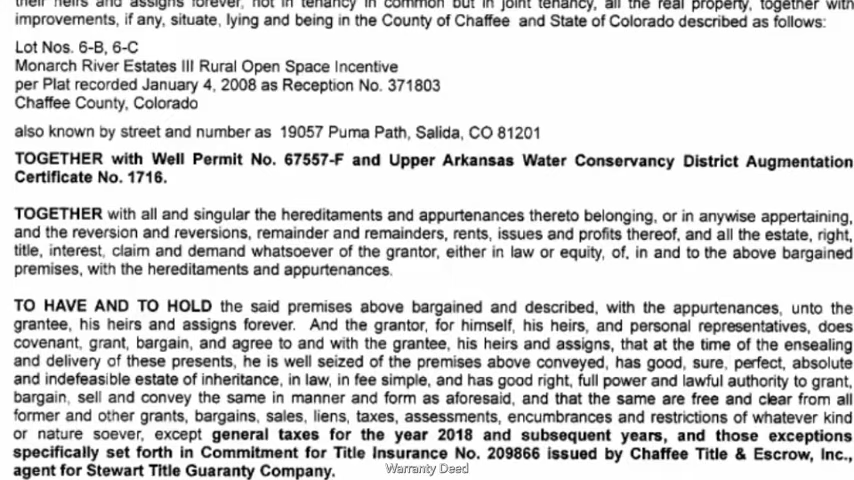 their heirs and assigns forever, not in tenancy in common but in joint tenancy, all the real property, together with
improvements, if any, situate, lying and being in the County of Chaffee and State of Colorado described as follows:
Lot Nos. 6-B, 6-C
Monarch River Estates III Rural Open Space Incentive
per Plat recorded January 4, 2008 as Reception No. 371803
Chaffee County, Colorado
also known by street and number as 19057 Puma Path, Salida, CO 81201
TOGETHER with Well Permit No. 67557-F and Upper Arkansas Water Conservancy District Augmentation
Certificate No. 1716.
TOGETHER with all and singular the hereditaments and appurtenances thereto belonging, or in anywise appertaining,
and the reversion and reversions, remainder and remainders, rents, issues and profits thereof, and all the estate, right,
title, interest, claim and demand whatsoever of the grantor, either in law or equity, of, in and to the above bargained
premises, with the hereditaments and appurtenances.
TO HAVE AND TO HOLD the said premises above bargained and described, with the appurtenances, unto the
grantee, his heirs and assigns forever. And the grantor, for himself, his heirs, and personal representatives, does
covenant, grant, bargain, and agree to and with the grantee, his heirs and assigns, that at the time of the ensealing
and delivery of these presents, he is well seized of the premises above conveyed, has good, sure, perfect, absolute
and indefeasible estate of inheritance, in law, in fee simple, and has good right, full power and lawful authority to grant,
bargain, sell and convey the same in manner and form as aforesaid, and that the same are free and clear from all
former and other grants, bargains, sales, liens, taxes, assessments, encumbrances and restrictions of whatever kind
or nature soever, except general taxes for the year 2018 and subsequent years, and those exceptions
specifically set forth in Commitment for Title Insurance No. 209866 issued by Chaffee Title & Escrow, Inc.,
agent for Stewart Title Guaranty Company.
Warranty Deed